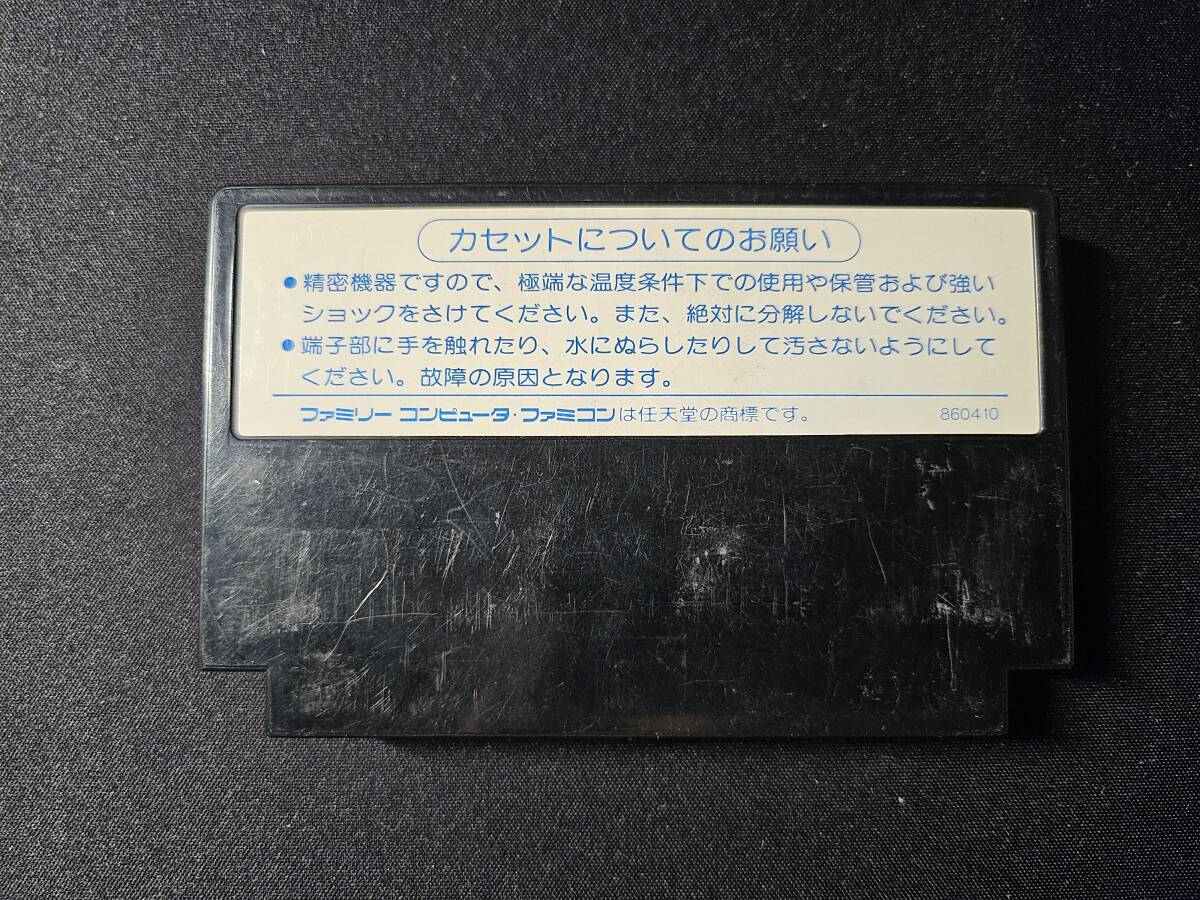 カセットについてのお願い
●精密機器ですので、極端な温度条件下での使用や保管および強い
ショックをさけてください。また、絶対に分解しないでください。
●端子部に手を触れたり、水にぬらしたりして汚さないようにして
ください。故障の原因となります。
ファミリー コンピュータ・ファミコンは任天堂の商標です。 860410